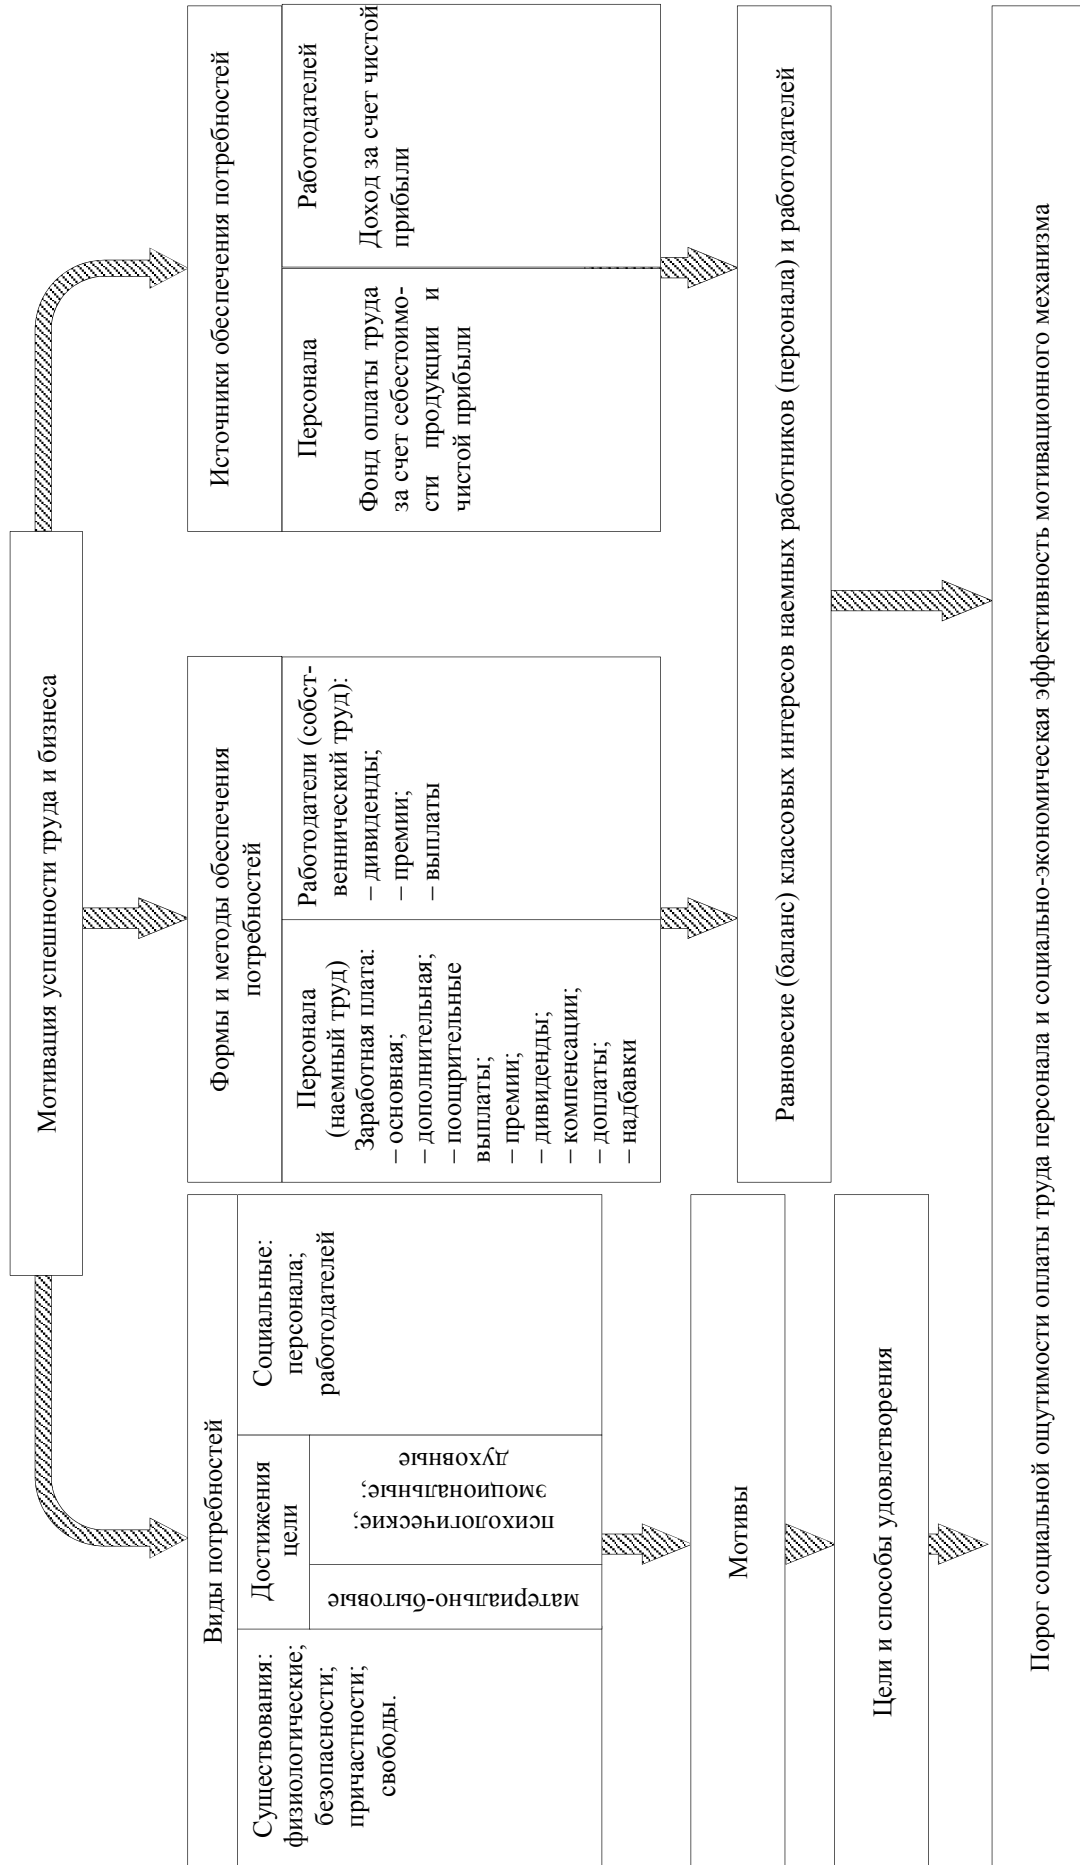 Мотивация успешности труда и бизнеса
Виды потребностей
Существования:
физиологические;
безопасности;
причастности;
свободы.
Достижения
цели
материально-бытовые
психологические;
эмоциональные;
духовные
Социальные:
персонала;
работодателей
Формы и методы обеспечения
потребностей
Персонала
(наемный труд)
Заработная плата:
– основная;
– дополнительная;
– поощрительные
выплаты;
– премии;
– дивиденды;
– компенсации;
– доплаты;
– надбавки
Работодатели (собст-
веннический труд):
– дивиденды;
– премии;
– выплаты
Источники обеспечения потребностей
Персонала
Фонд оплаты труда
за счет себестоимо-
сти продукции и
чистой прибыли
Работодателей
Доход за счет чистой
прибыли
Мотивы
Равновесие (баланс) классовых интересов наемных работников (персонала) и работодателей
Цели и способы удовлетворения
Порог социальной ощутимости оплаты труда персонала и социально-экономическая эффективность мотивационного механизма